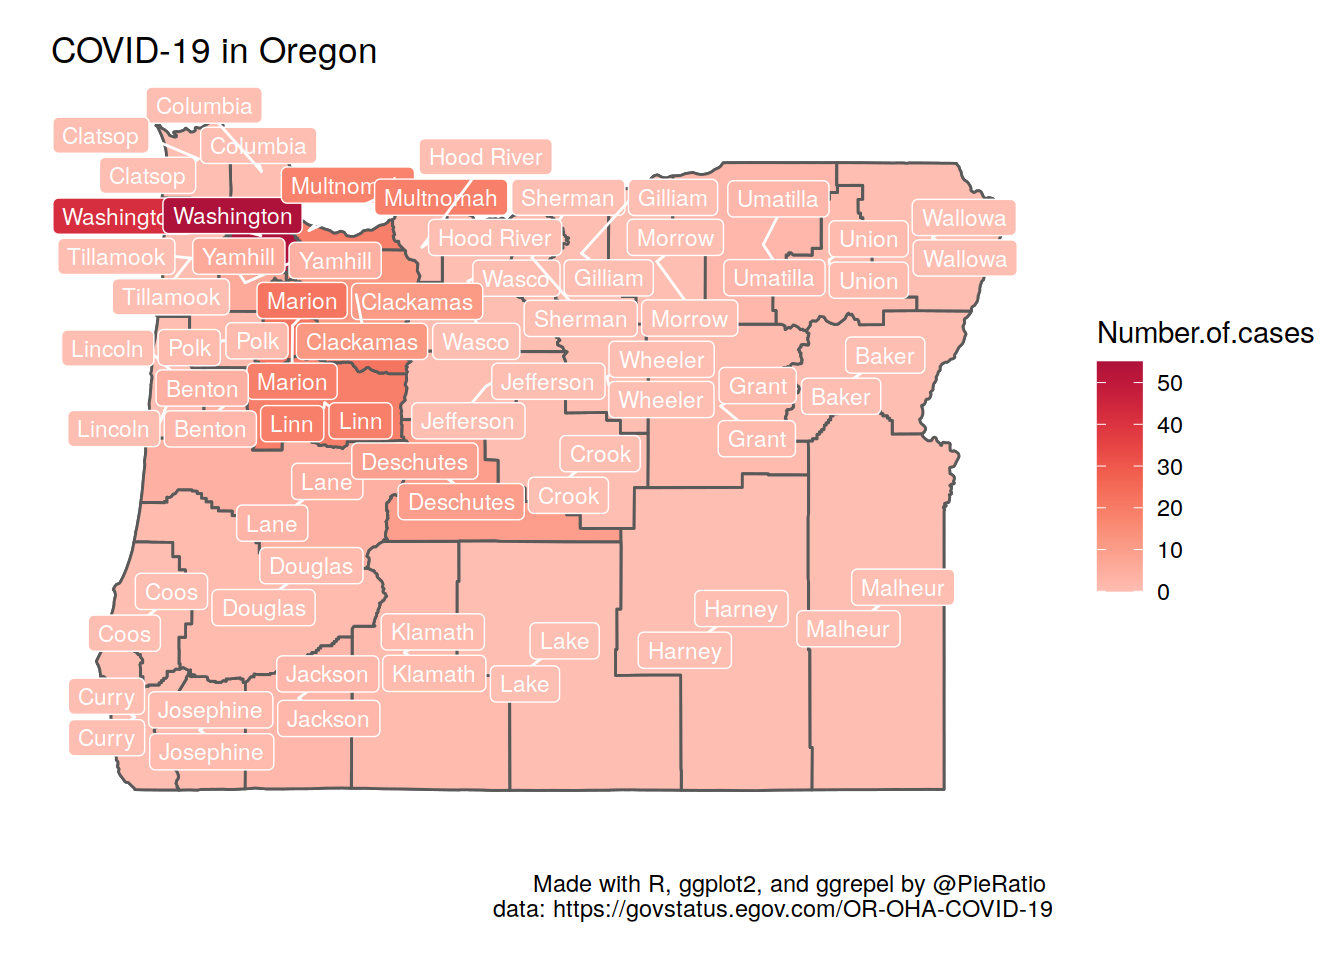 COVID-19 in Oregon
Columbia
Clatsop
Columbia
Hood River
Clatsop
Multnom
Multnomah
Sherman
Gilliam
Umatilla
Washingto
Washington
Wallowa
Hood River
Morrow
Union
Tillamook
Yamhill
Yamhill
Wallowa
Wasco
Gilliam
Umatilla
Union
Tillamook
Marion
Clackamas
Sherman
Morrow
Lincoln
Polk
Polk
Clackamas
Wasco
Wheeler
Baker
Benton
Marion
Jefferson
Grant
Wheeler
Baker
Lincoln
Benton
Linn
Linn
Jefferson
Grant
Deschutes
Crook
Lane
Deschutes
Crook
Lane
Douglas
Coos
Douglas
Malheur
Harney
Coos
Klamath
Lake
Malheur
Harney
Jackson
Klamath
Lake
Curry
Josephine
Jackson
Curry
Josephine
Number.of.cases
50
40
30
20
10
0
Made with R, ggplot2, and ggrepel by @PieRatio
data: https://govstatus.egov.com/OR-OHA-COVID-19